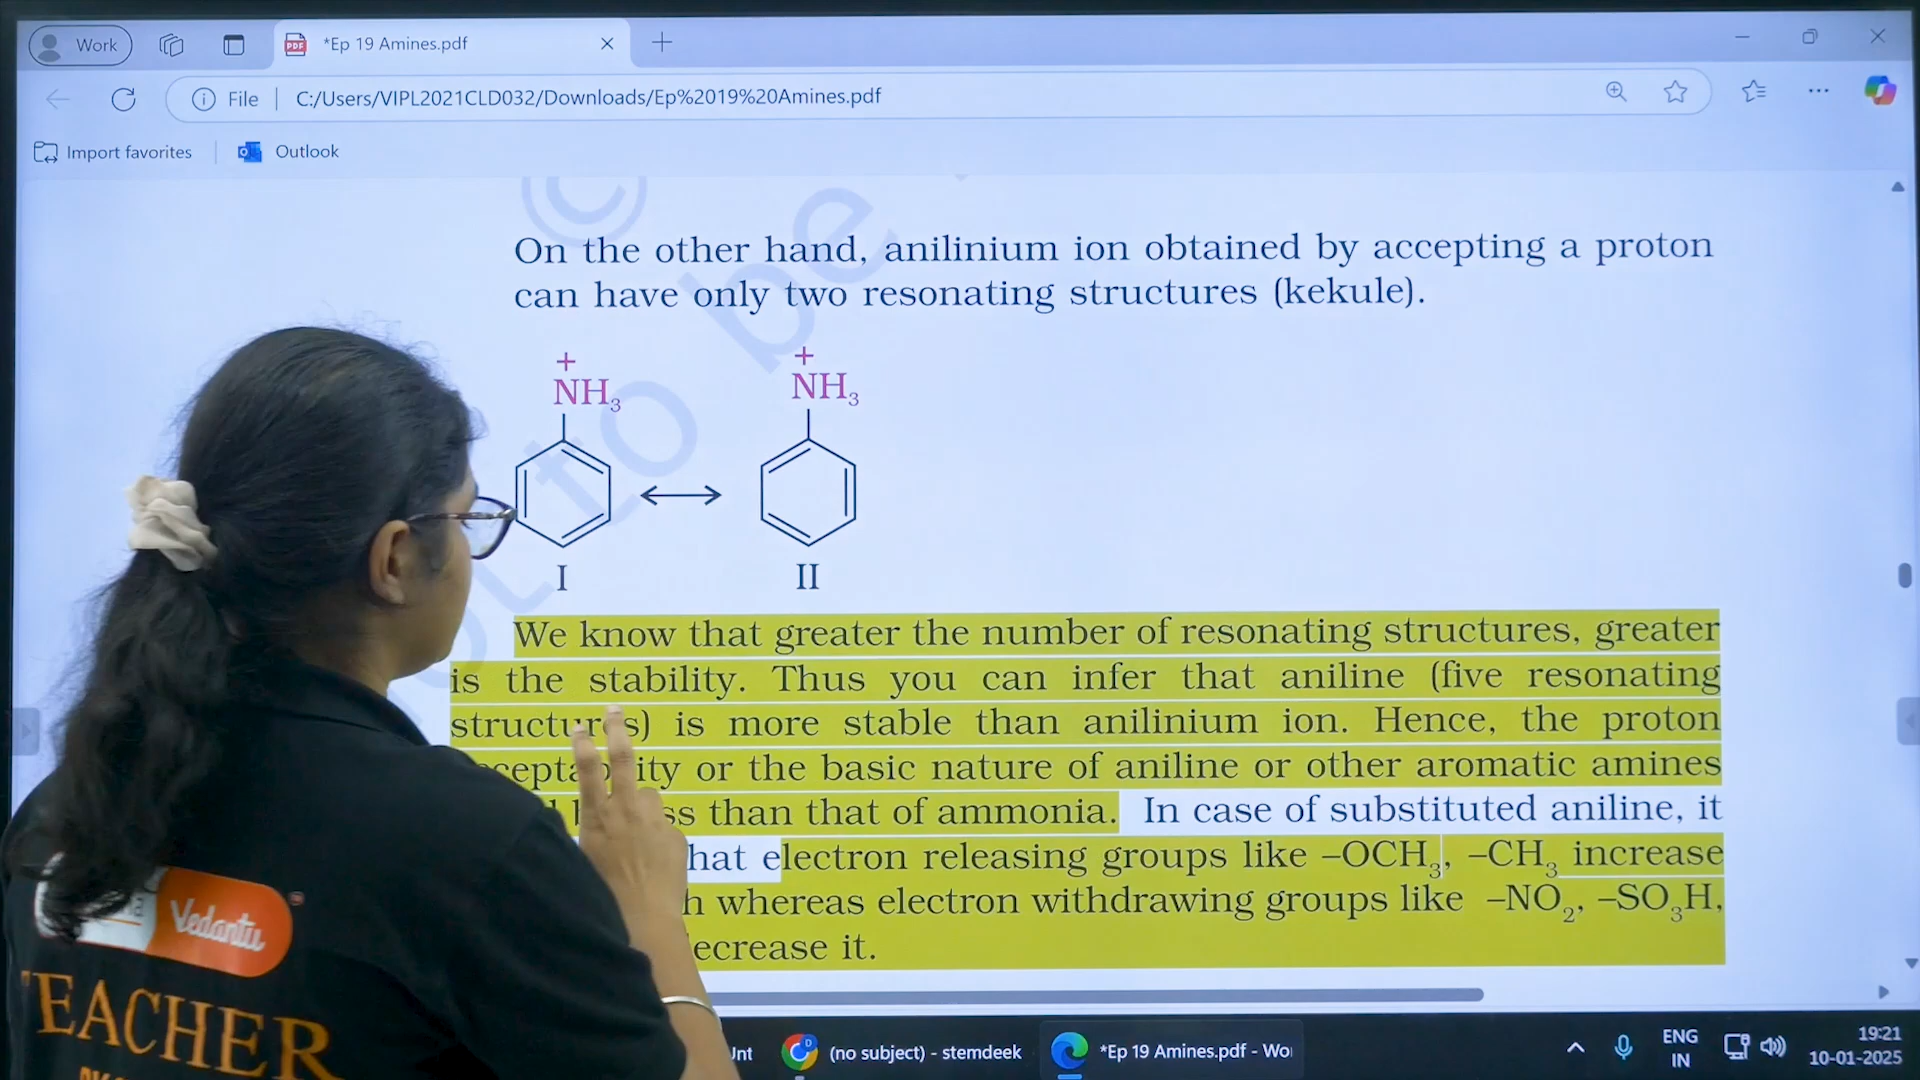 Work
*Ep 19 Amines.pdf
File
C:/Users/VIPL2021CLD032/Downloads/Ep%2019%20Amines.pdf
Import favorites
Outlook
© to be
On the other hand, anilinium ion obtained by accepting a proton
can have only two resonating structures (kekule).
+ +
NH3 NH3
I II
We know that greater the number of resonating structures, greater
is the stability. Thus you can infer that aniline (five resonating
structures) is more stable than anilinium ion. Hence, the proton
ity or the basic nature of aniline or other aromatic amines
ss than that of ammonia. In case of substituted aniline, it
hat electron releasing groups like –OCH3, –CH3 increase
h whereas electron withdrawing groups like –NO2, –SO3H,
ecrease it.
Vedantu
TEACHER
(no subject) - stemdeek
*Ep 19 Amines.pdf - Wo
ENG
IN
19:21
10-01-2025